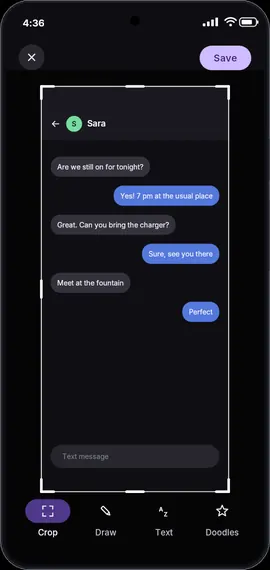 4:36
Save
S
Sara
Are we still on for tonight?
Yes! 7 pm at the usual place
Great. Can you bring the charger?
Sure, see you there
Meet at the fountain
Perfect
Text message
A
Z
Crop
Draw
Text
Doodles